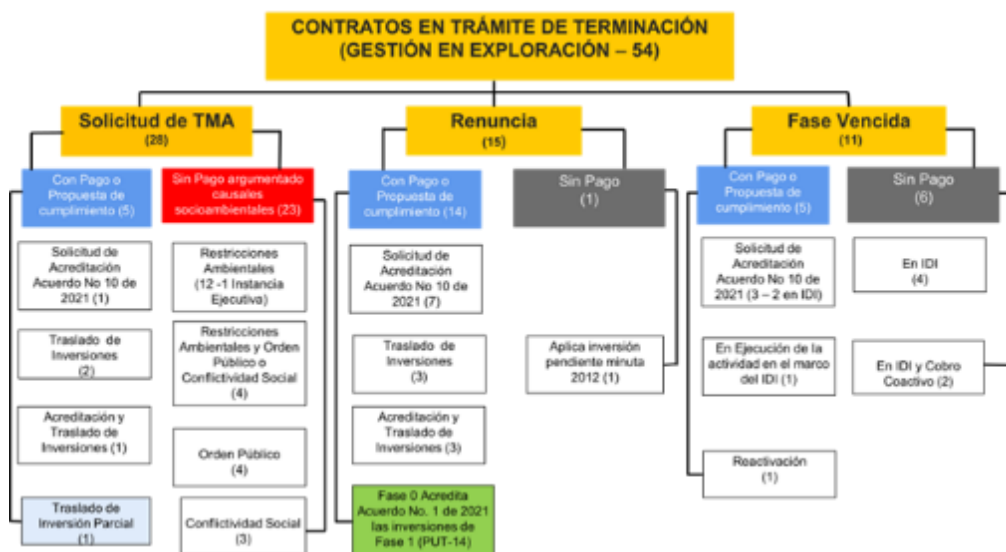 CONTRATOS EN TRÁMITE DE TERMINACIÓN
(GESTIÓN EN EXPLORACIÓN – 54)
Solicitud de TMA
(28)
Con Pago o
Propuesta de
cumplimiento (5)
Solicitud de
Acreditación
Acuerdo No 10 de
2021 (1)
Traslado de
Inversiones
(2)
Acreditación y
Traslado de
Inversiones (1)
Traslado de
Inversión Parcial
(1)
Sin Pago argumentado
causales
socioambientales (23)
Restricciones
Ambientales
(12 -1 Instancia
Ejecutiva)
Restricciones
Ambientales y Orden
Público o
Conflictividad Social
(4)
Orden Público
(4)
Conflictividad Social
(3)
Renuncia
(15)
Con Pago o
Propuesta de
cumplimiento (14)
Solicitud de
Acreditación
Acuerdo No 10 de
2021 (7)
Traslado de
Inversiones
(3)
Acreditación y
Traslado de
Inversiones (3)
Fase 0 Acredita
Acuerdo No. 1 de 2021
las inversiones de
Fase 1 (PUT-14)
Sin Pago
(1)
Aplica inversión
pendiente minuta
2012 (1)
Fase Vencida
(11)
Con Pago o
Propuesta de
cumplimiento (5)
Solicitud de
Acreditación
Acuerdo No 10 de
2021 (3 – 2 en IDI)
En Ejecución de la
actividad en el marco
del IDI (1)
Reactivación
(1)
Sin Pago
(6)
En IDI
(4)
En IDI y Cobro
Coactivo (2)